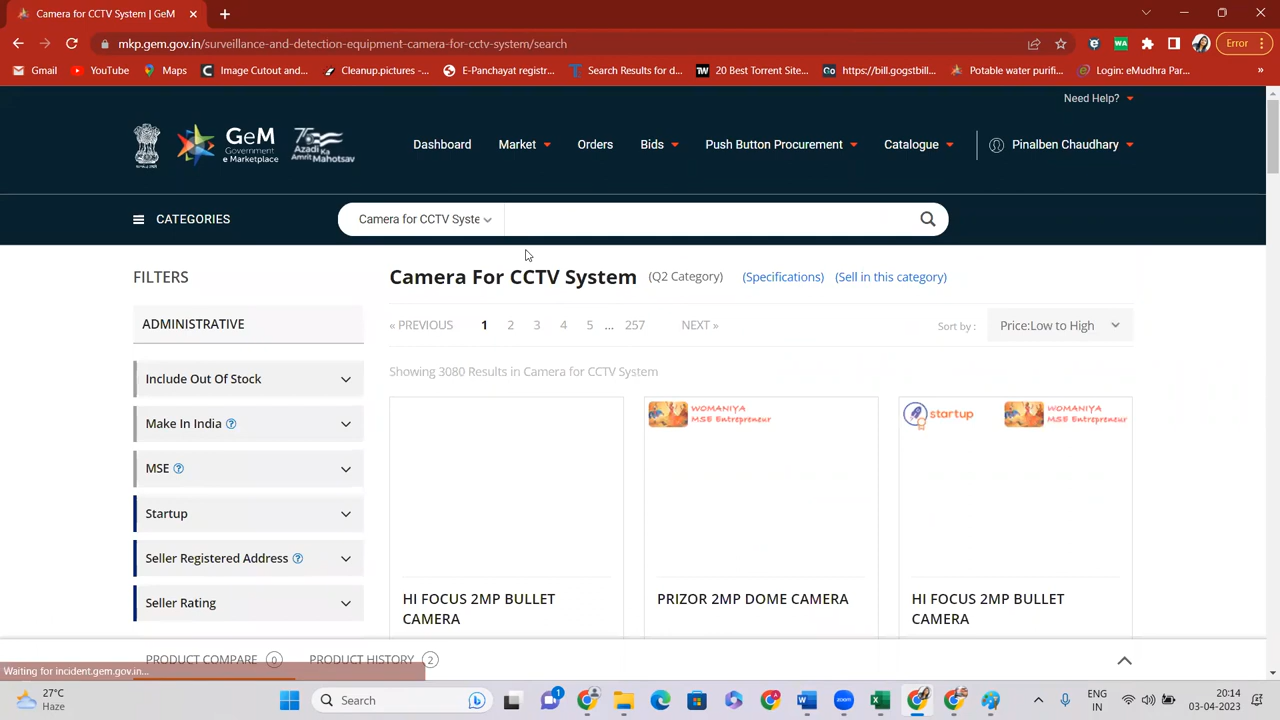 Camera for CCTV System | GeM
mkp.gem.gov.in/surveillance-and-detection-equipment-camera-for-cctv-system/search
Error
Gmail YouTube Maps Image Cutout and... Cleanup.pictures -... E-Panchayat registr... Search Results for d... 20 Best Torrent Site... https://bill.gogstbill... Potable water purifi... Login: eMudhra Par... »
Need Help?
GeM
Government
e Marketplace
Azadi Ka
Amrit Mahotsav
Dashboard Market Orders Bids Push Button Procurement Catalogue Pinalben Chaudhary
CATEGORIES
Camera for CCTV Syste
FILTERS
Camera For CCTV System (Q2 Category) (Specifications) (Sell in this category)
ADMINISTRATIVE
« PREVIOUS 1 2 3 4 5 ... 257 NEXT »
Sort by : Price:Low to High
Showing 3080 Results in Camera for CCTV System
Include Out Of Stock
Make In India ?
MSE ?
Startup
Seller Registered Address ?
Seller Rating
WOMANIYA
MSE Entrepreneur
startup
WOMANIYA
MSE Entrepreneur
HI FOCUS 2MP BULLET
CAMERA
PRIZOR 2MP DOME CAMERA
HI FOCUS 2MP BULLET
CAMERA
PRODUCT COMPARE 0 PRODUCT HISTORY 2
Waiting for incident.gem.gov.in...
27°C
Haze
Search
1
ENG
IN
20:14
03-04-2023